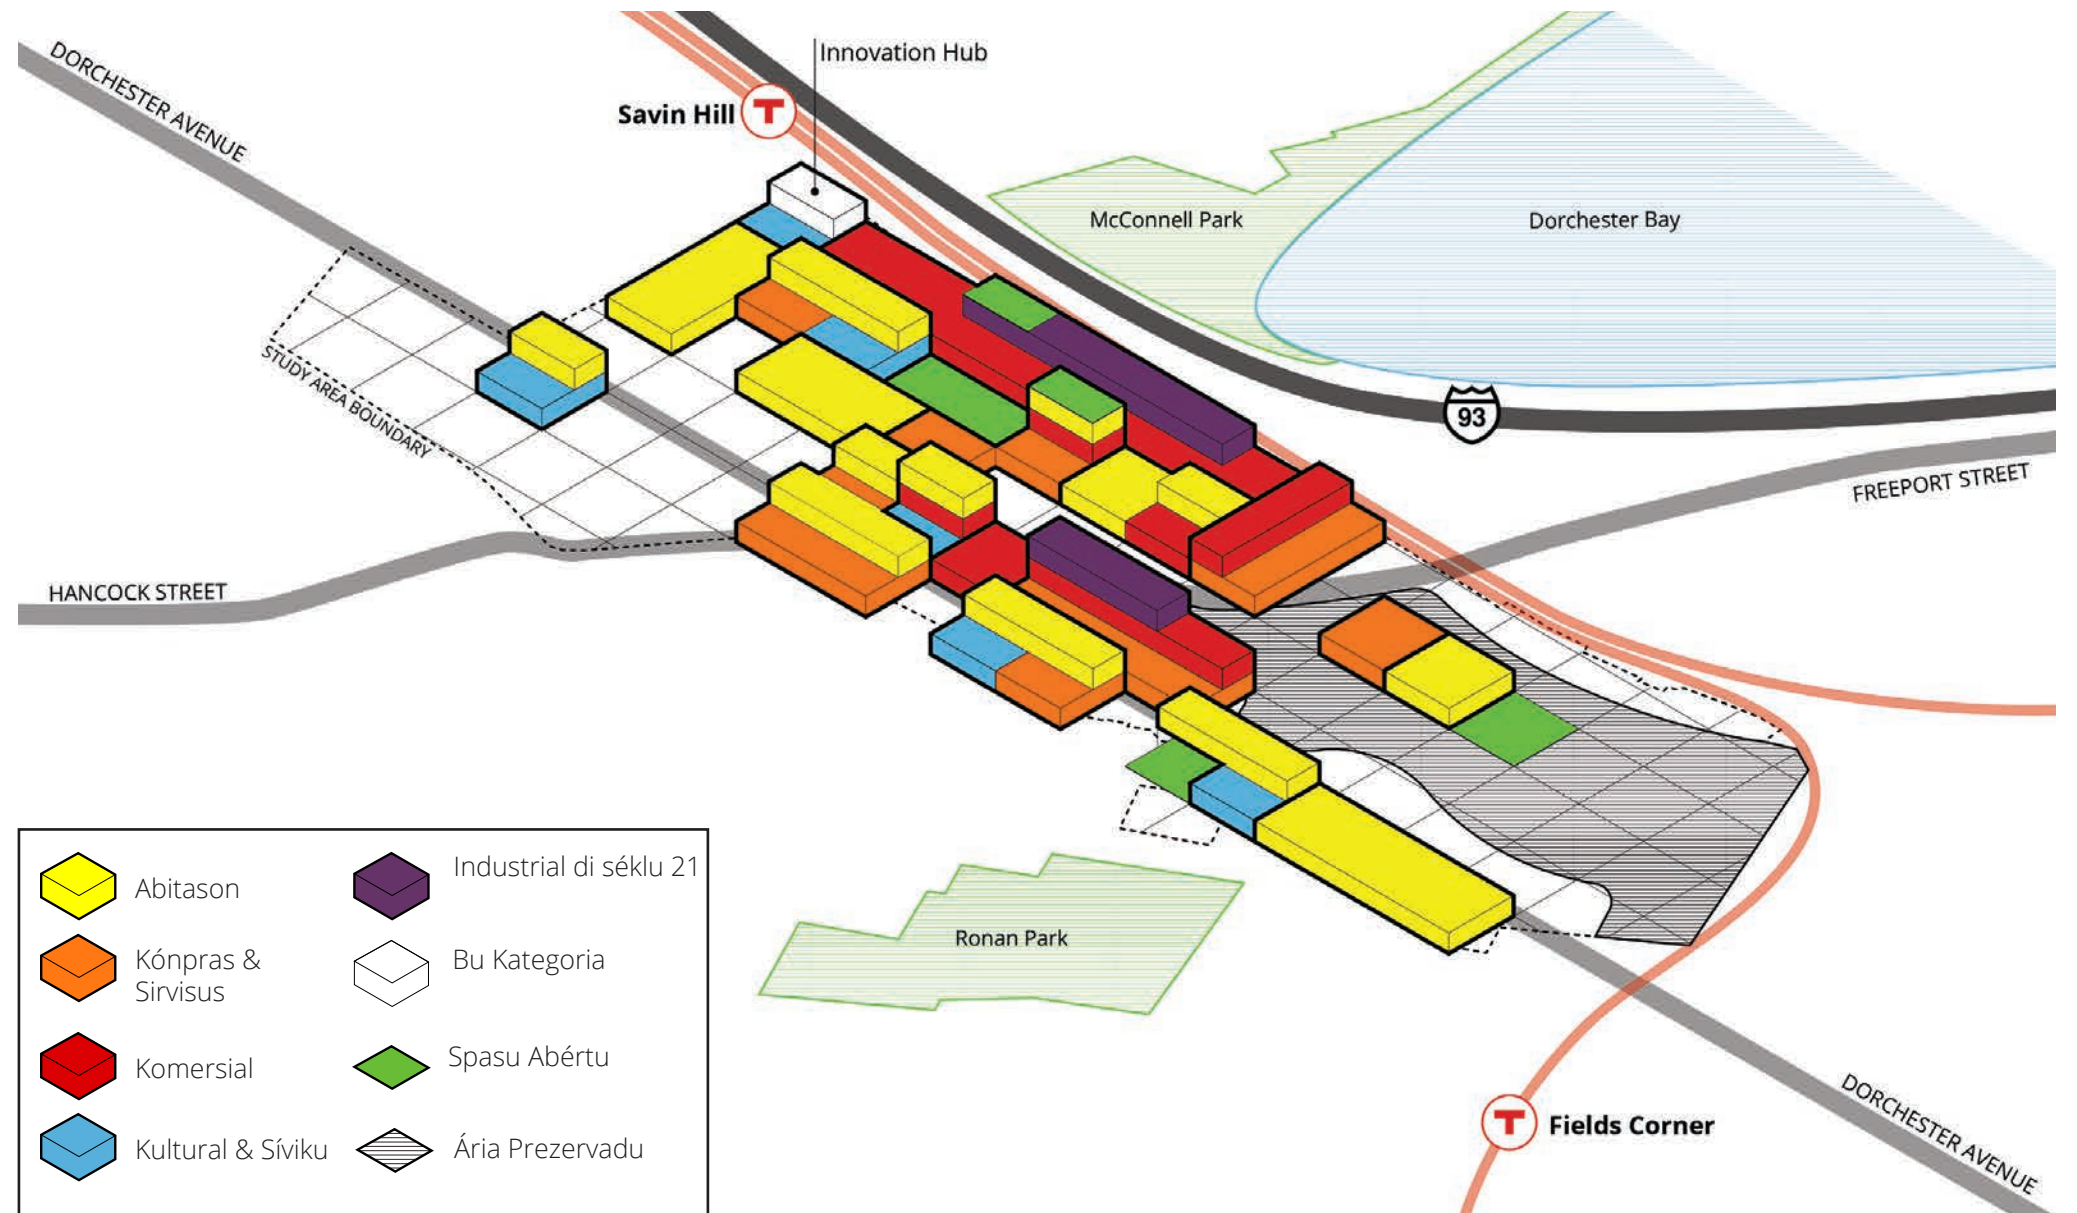 DORCHESTER AVENUE
Innovation Hub
Savin Hill
T
McConnell Park
Dorchester Bay
STUDY AREA BOUNDARY
93
FREEPORT STREET
HANCOCK STREET
Ronan Park
T
Fields Corner
DORCHESTER AVENUE
Abitason
Kónpras &
Sirvisus
Komersial
Kultural & Síviku
Industrial di séklu 21
Bu Kategoria
Spasu Abértu
Ária Prezervadu